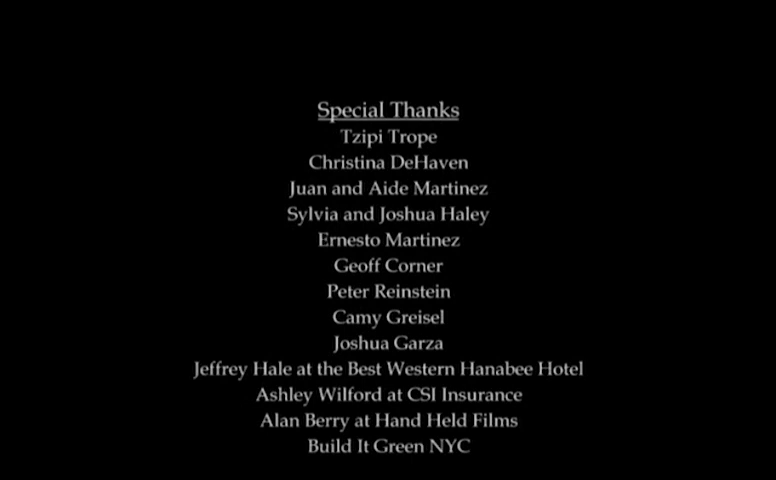 Special Thanks
Tzipi Trope
Christina DeHaven
Juan and Aide Martinez
Sylvia and Joshua Haley
Ernesto Martinez
Geoff Corner
Peter Reinstein
Camy Greisel
Joshua Garza
Jeffrey Hale at the Best Western Hanabee Hotel
Ashley Wilford at CSI Insurance
Alan Berry at Hand Held Films
Build It Green NYC